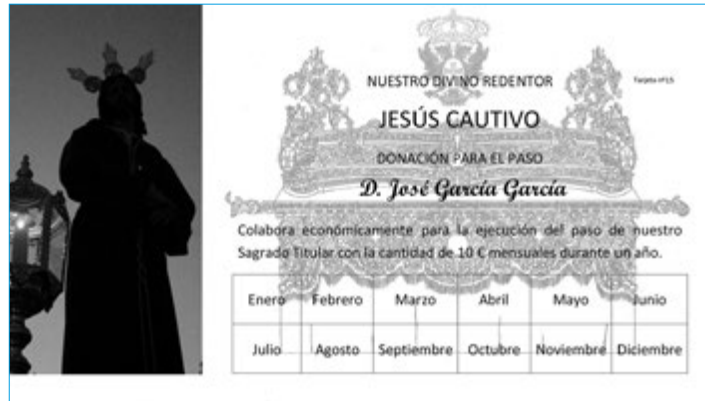 Tarjeta nº15
NUESTRO DIVINO REDENTOR
JESÚS CAUTIVO
DONACIÓN PARA EL PASO
D. José García García
Colabora económicamente para la ejecución del paso de nuestro
Sagrado Titular con la cantidad de 10 € mensuales durante un año.
Enero Febrero Marzo Abril Mayo Junio
Julio Agosto Septiembre Octubre Noviembre Diciembre